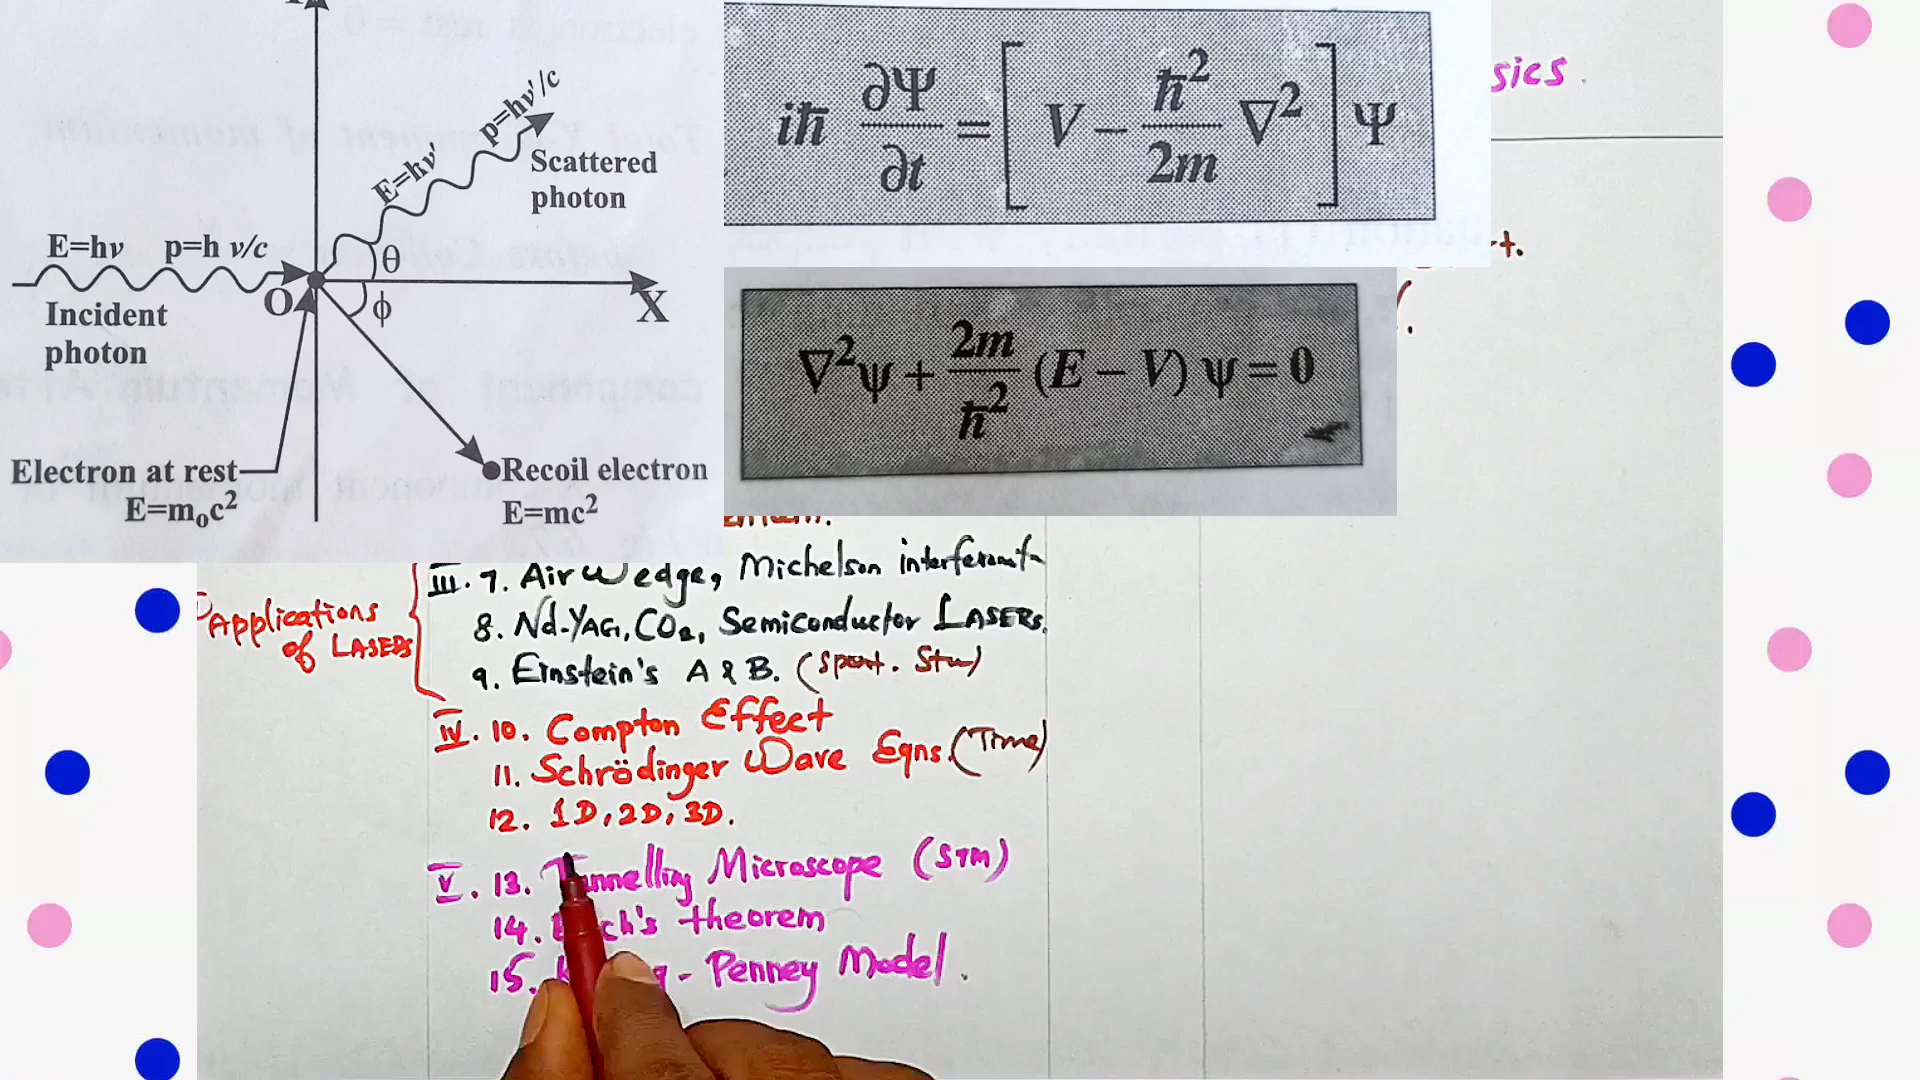 E=hν' p=hν'/c
Scattered
photon
E=hν p=h ν/c
θ
O
ϕ
X
Incident
photon
Electron at rest
E=m₀c²
Recoil electron
E=mc²
iħ ∂Ψ/∂t = [ V – ħ²/2m ∇² ] Ψ
∇²ψ + 2m/ħ² (E – V) ψ = 0
sics.
III. 7. Air Wedge, Michelson
8. Nd-YAG, CO₂, Semiconductor LASERs.
9. Einstein's A & B. (Spont. )
Applications
of LASERs
IV. 10. Compton Effect
11. Schrödinger Wave Eqns. (Time)
12. 1D, 2D, 3D.
V. 13. Microscope (STM)
14. theorem
15. - Penney Model.